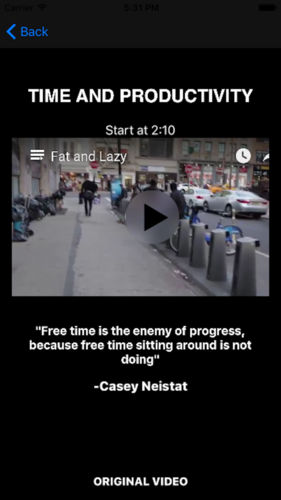 Carrier 5:31 PM
Back
TIME AND PRODUCTIVITY
Start at 2:10
Fat and Lazy
"Free time is the enemy of progress,
because free time sitting around is not
doing"
-Casey Neistat
ORIGINAL VIDEO